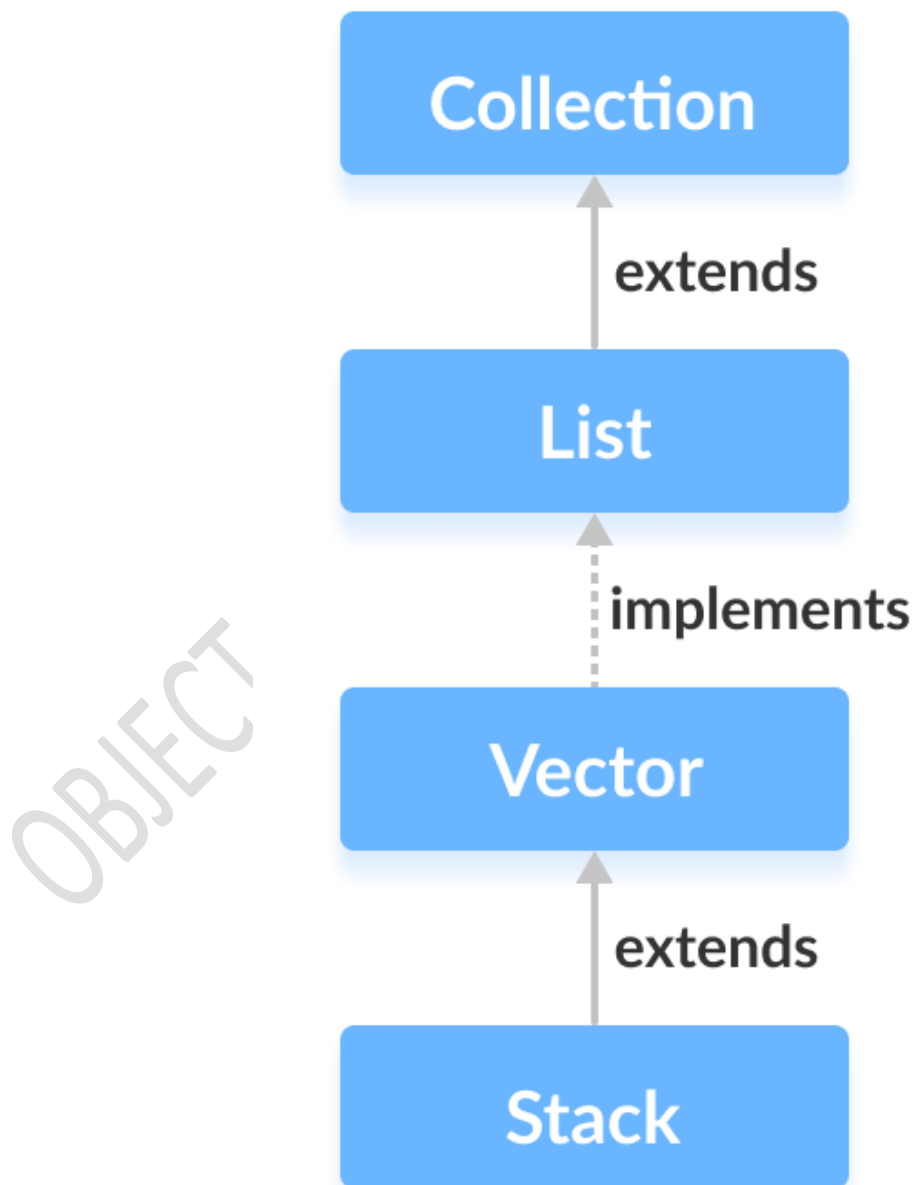 Collection
extends
List
implements
Vector
extends
Stack
OBJECT